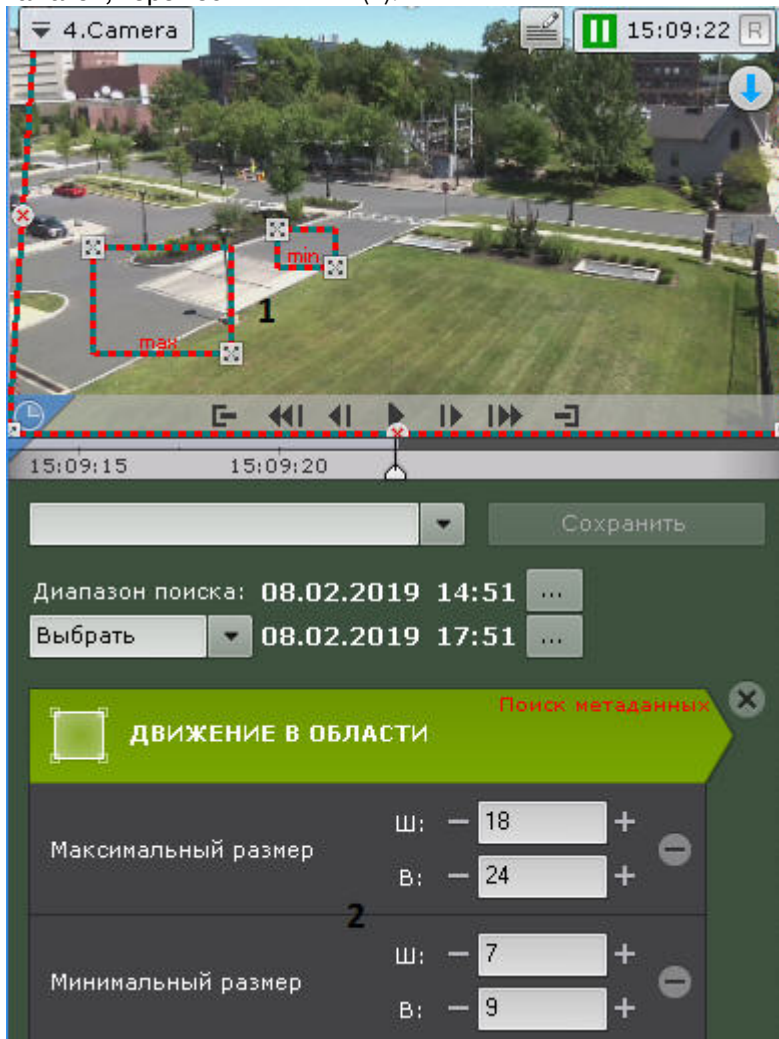 4.Camera
15:09:22 R
min
1
max
15:09:15 15:09:20
Сохранить
Диапазон поиска: 08.02.2019 14:51 ...
Выбрать 08.02.2019 17:51 ...
Поиск метаданных
ДВИЖЕНИЕ В ОБЛАСТИ
Ш: − 18 +
Максимальный размер
В: − 24 +
2
Ш: − 7 +
Минимальный размер
В: − 9 +